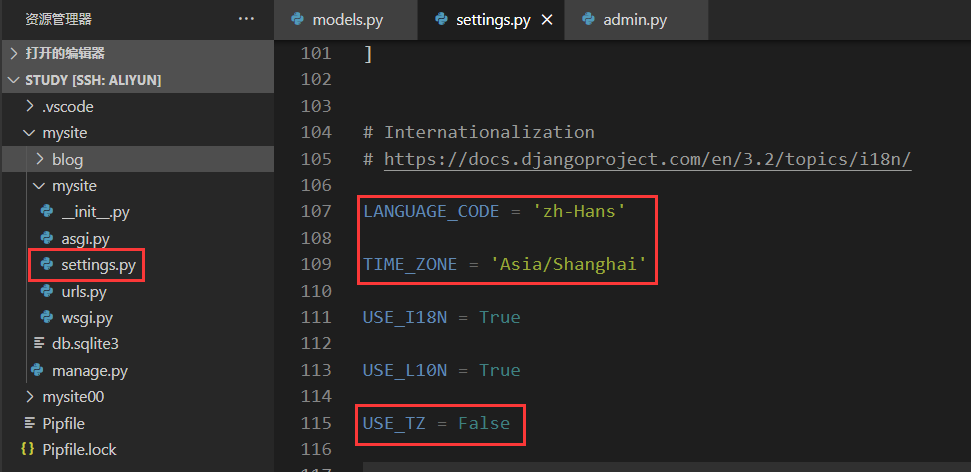 资源管理器
打开的编辑器
STUDY [SSH: ALIYUN]
.vscode
mysite
blog
mysite
__init__.py
asgi.py
settings.py
urls.py
wsgi.py
db.sqlite3
manage.py
mysite00
Pipfile
Pipfile.lock
models.py
settings.py
admin.py
101 ]
102
103
104 # Internationalization
105 # https://docs.djangoproject.com/en/3.2/topics/i18n/
106
107 LANGUAGE_CODE = 'zh-Hans'
108
109 TIME_ZONE = 'Asia/Shanghai'
110
111 USE_I18N = True
112
113 USE_L10N = True
114
115 USE_TZ = False
116
117